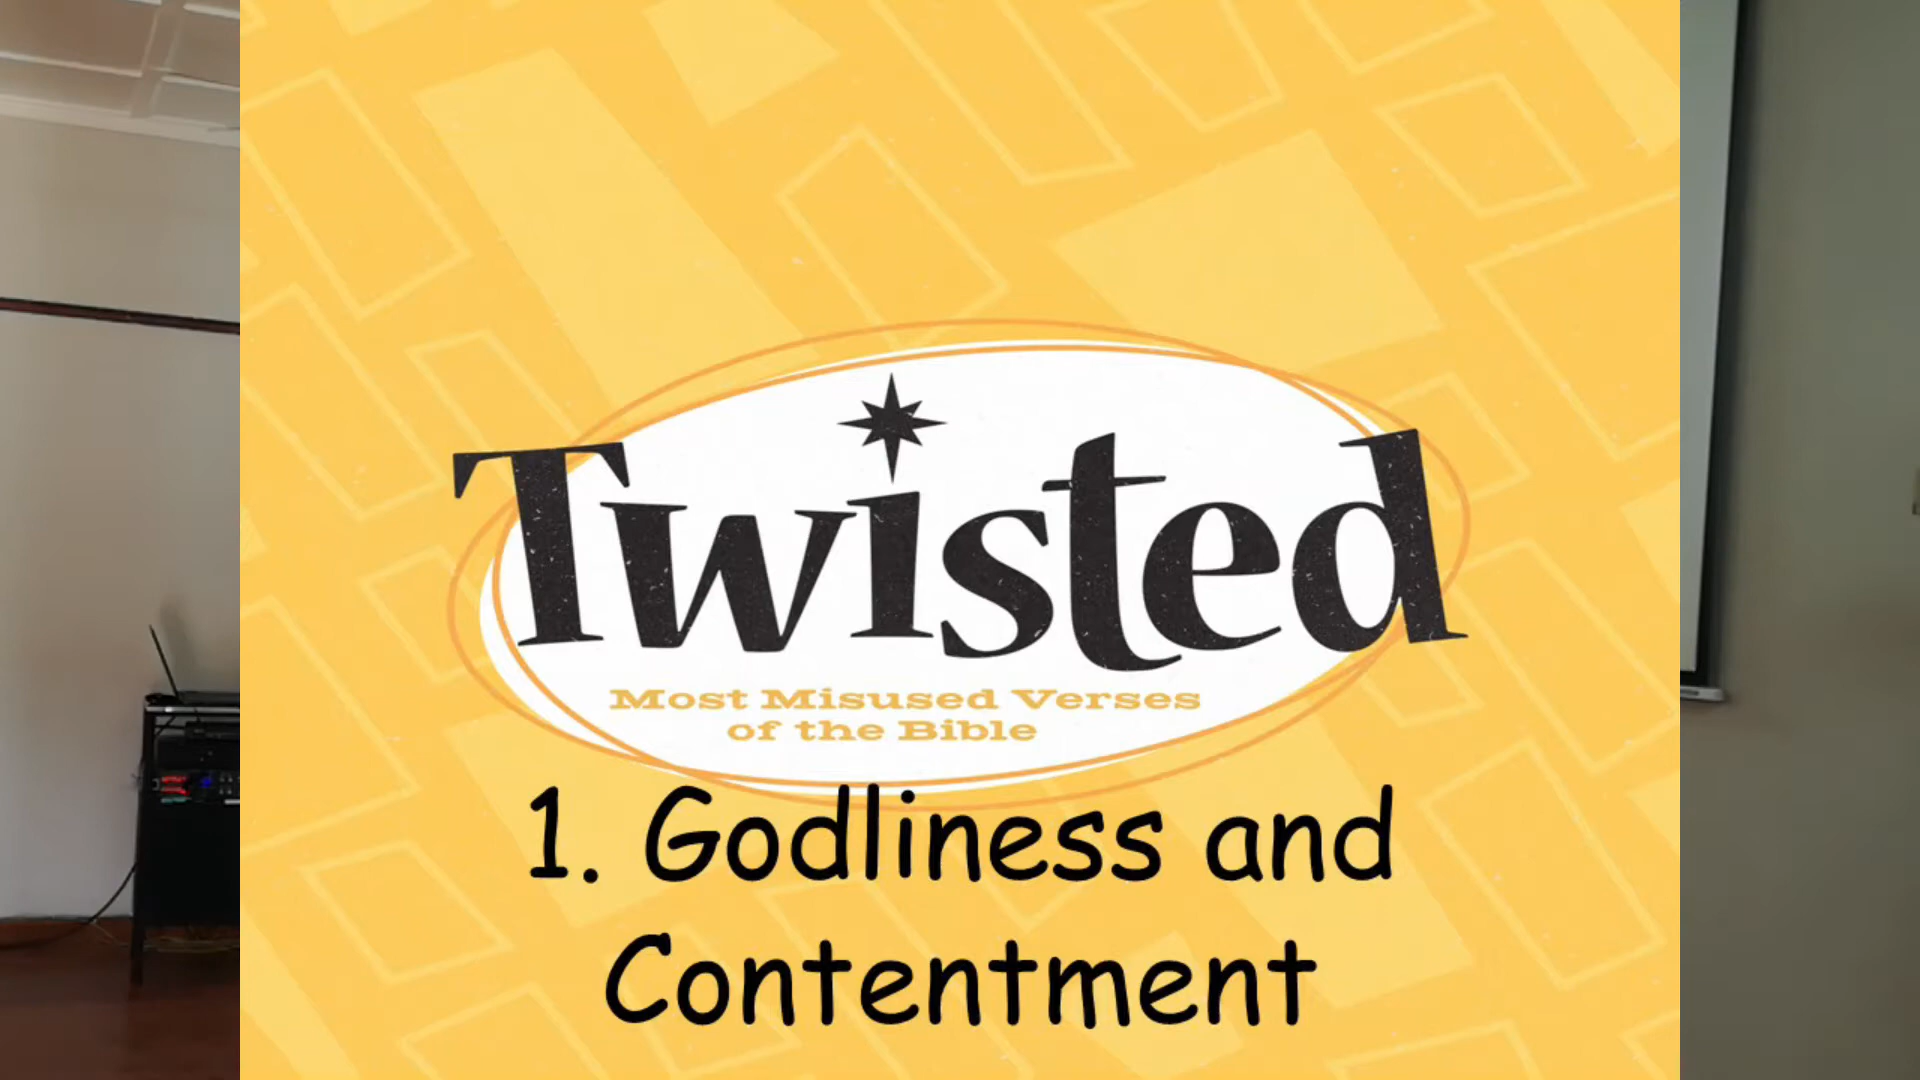 Twisted
Most Misused Verses
of the Bible
1. Godliness and
Contentment